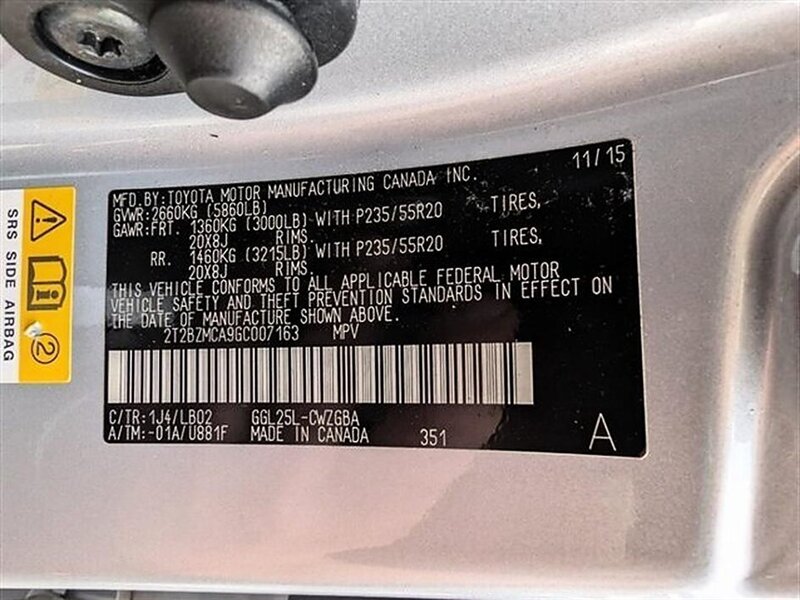 MFD.BY:TOYOTA MOTOR MANUFACTURING CANADA INC. 11/15
GVWR:2660KG (5860LB)
GAWR:FRT. 1360KG (3000LB) WITH P235/55R20 TIRES,
20X8J RIMS
RR. 1460KG (3215LB) WITH P235/55R20 TIRES,
20X8J RIMS
THIS VEHICLE CONFORMS TO ALL APPLICABLE FEDERAL MOTOR
VEHICLE SAFETY AND THEFT PREVENTION STANDARDS IN EFFECT ON
THE DATE OF MANUFACTURE SHOWN ABOVE.
2T2BZMCA9GC007163 MPV
C/TR:1J4/LB02 GGL25L-CWZGBA
A/TM:-01A/U881F MADE IN CANADA 351 A
SRS SIDE AIRBAG
2